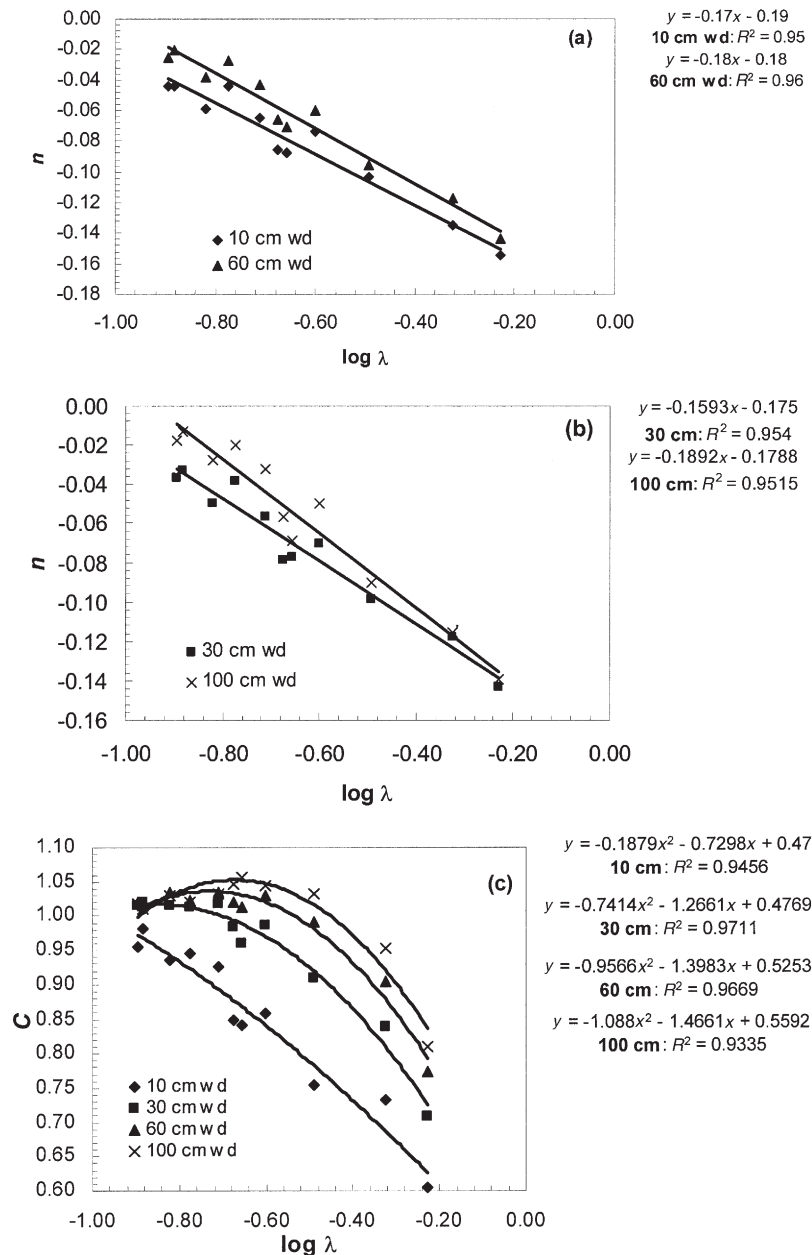 (a)
y = -0.17x - 0.19
10 cm wd: R² = 0.95
y = -0.18x - 0.18
60 cm wd: R² = 0.96
-0.00
-0.02
-0.04
-0.06
-0.08
-0.10
-0.12
-0.14
-0.16
-0.18
n
10 cm wd
60 cm wd
-1.00 -0.80 -0.60 -0.40 -0.20 0.00
log λ
(b)
y = -0.1593x - 0.175
30 cm: R² = 0.954
y = -0.1892x - 0.1788
100 cm: R² = 0.9515
0.00
-0.02
-0.04
-0.06
-0.08
-0.10
-0.12
-0.14
-0.16
n
30 cm wd
100 cm wd
-1.00 -0.80 -0.60 -0.40 -0.20 0.00
log λ
(c)
y = -0.1879x² - 0.7298x + 0.47
10 cm: R² = 0.9456
y = -0.7414x² - 1.2661x + 0.4769
30 cm: R² = 0.9711
y = -0.9566x² - 1.3983x + 0.5253
60 cm: R² = 0.9669
y = -1.088x² - 1.4661x + 0.5592
100 cm: R² = 0.9335
1.10
1.05
1.00
0.95
0.90
0.85
0.80
0.75
0.70
0.65
0.60
C
10 cm wd
30 cm wd
60 cm wd
100 cm wd
-1.00 -0.80 -0.60 -0.40 -0.20 0.00
log λ